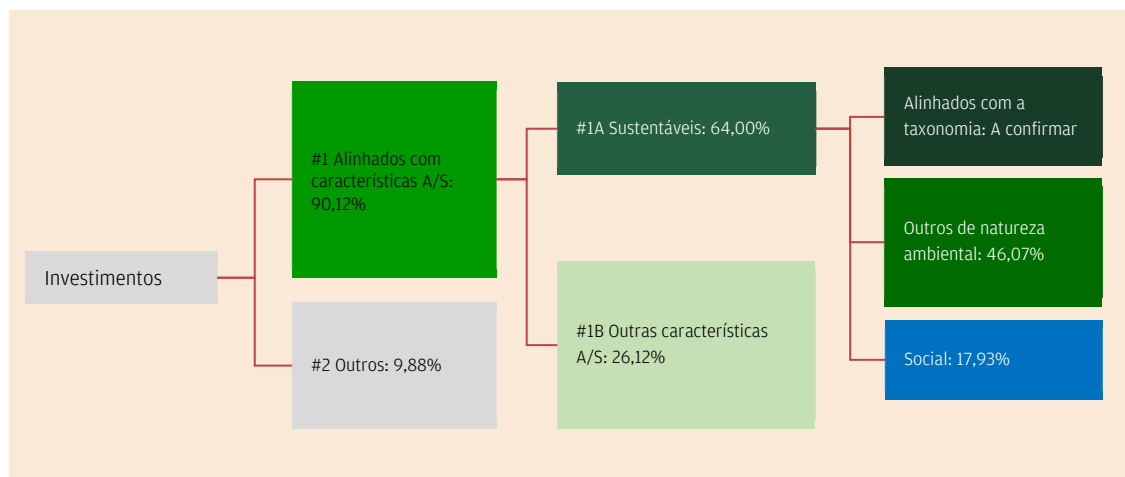 Investimentos
#1 Alinhados com
características A/S:
90,12%
#2 Outros: 9,88%
#1A Sustentáveis: 64,00%
#1B Outras características
A/S: 26,12%
Alinhados com a
taxonomia: A confirmar
Outros de natureza
ambiental: 46,07%
Social: 17,93%